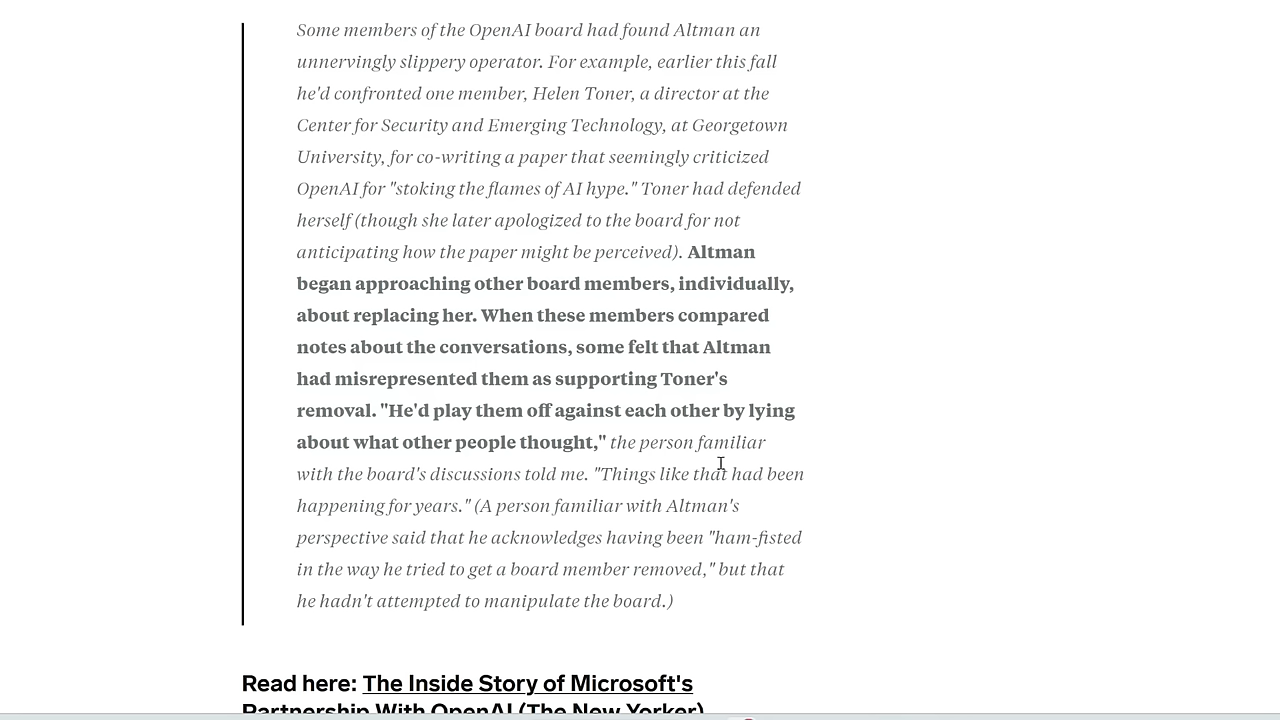 Some members of the OpenAI board had found Altman an
unnervingly slippery operator. For example, earlier this fall
he'd confronted one member, Helen Toner, a director at the
Center for Security and Emerging Technology, at Georgetown
University, for co-writing a paper that seemingly criticized
OpenAI for "stoking the flames of AI hype." Toner had defended
herself (though she later apologized to the board for not
anticipating how the paper might be perceived). Altman
began approaching other board members, individually,
about replacing her. When these members compared
notes about the conversations, some felt that Altman
had misrepresented them as supporting Toner's
removal. "He'd play them off against each other by lying
about what other people thought," the person familiar
with the board's discussions told me. "Things like that had been
happening for years." (A person familiar with Altman's
perspective said that he acknowledges having been "ham-fisted
in the way he tried to get a board member removed," but that
he hadn't attempted to manipulate the board.)
Read here: The Inside Story of Microsoft's
Partnership With OpenAI (The New Yorker)